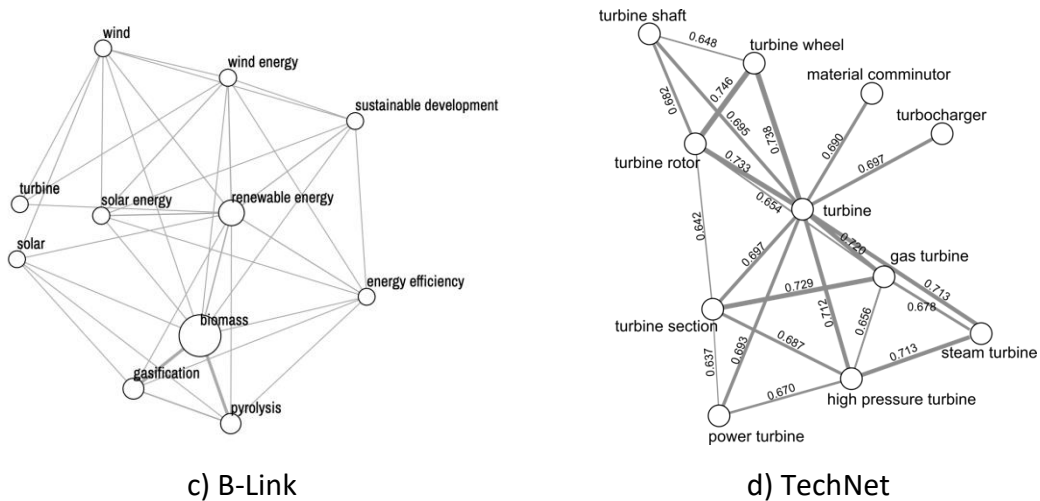 wind
wind energy
sustainable development
turbine
solar energy
renewable energy
solar
energy efficiency
biomass
gasification
pyrolysis
c) B-Link
turbine shaft
0.648
turbine wheel
material comminutor
turbocharger
0.682
0.695
0.746
0.738
0.690
0.697
turbine rotor
0.733
0.654
turbine
0.642
0.697
0.720
gas turbine
0.729
0.712
0.713
0.678
0.656
turbine section
steam turbine
0.637
0.693
0.687
0.713
0.670
high pressure turbine
power turbine
d) TechNet